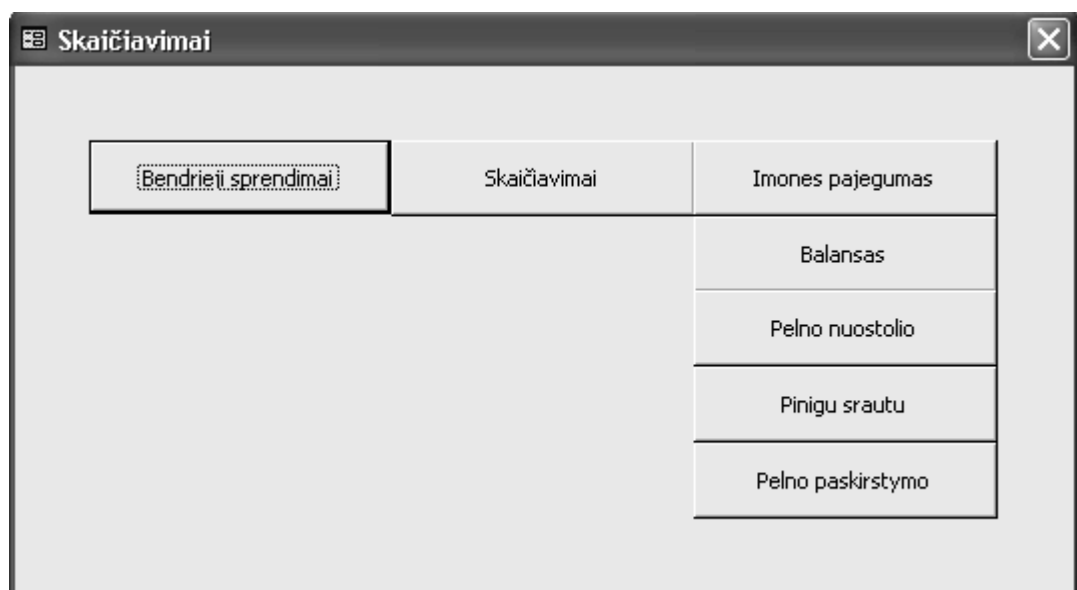 Skaičiavimai
Bendrieji sprendimai
Skaičiavimai
Imones pajegumas
Balansas
Pelno nuostolio
Pinigu srautu
Pelno paskirstymo